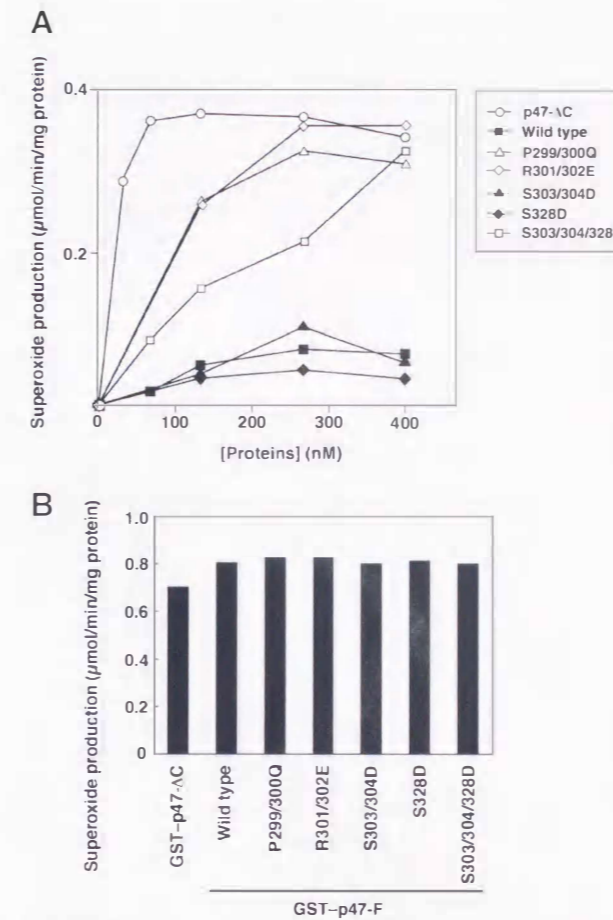 A
Superoxide production (µmol/min/mg protein)
0.4
0.2
0
100
200
300
400
[Proteins] (nM)
p47-ΔC
Wild type
P299/300Q
R301/302E
S303/304D
S328D
S303/304/328
B
Superoxide production (µmol/min/mg protein)
1.0
0.8
0.6
0.4
0.2
0
GST–p47-ΔC
Wild type
P299/300Q
R301/302E
S303/304D
S328D
S303/304/328D
GST–p47-F